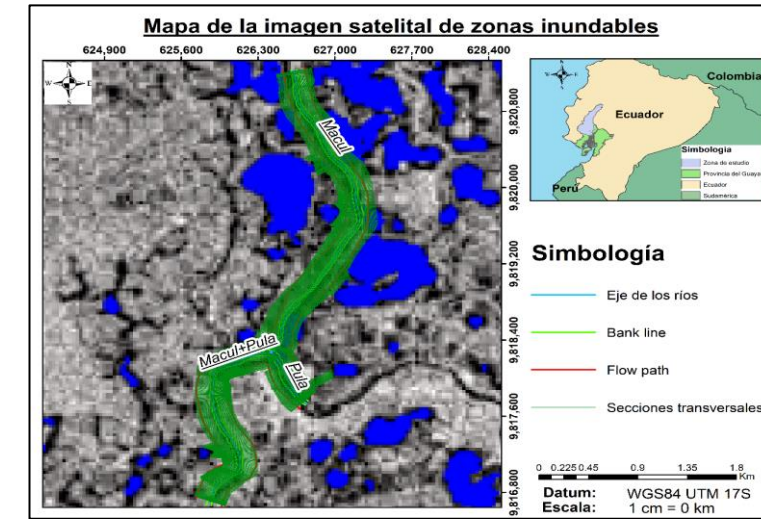 Mapa de la imagen satelital de zonas inundables
624,900 625,600 626,300 627,000 627,700 628,400
N
W E
S
Macul
Macul+Pula
Pula
9,820,800
9,820,000
9,819,200
9,818,400
9,817,600
9,816,800
Colombia
Ecuador
Perú
Simbología
Zona de estudio
Provincia del Guayas
Ecuador
Sudamérica
Simbología
Eje de los ríos
Bank line
Flow path
Secciones transversales
0 0.225 0.45 0.9 1.35 1.8
Km
Datum: WGS84 UTM 17S
Escala: 1 cm = 0 km